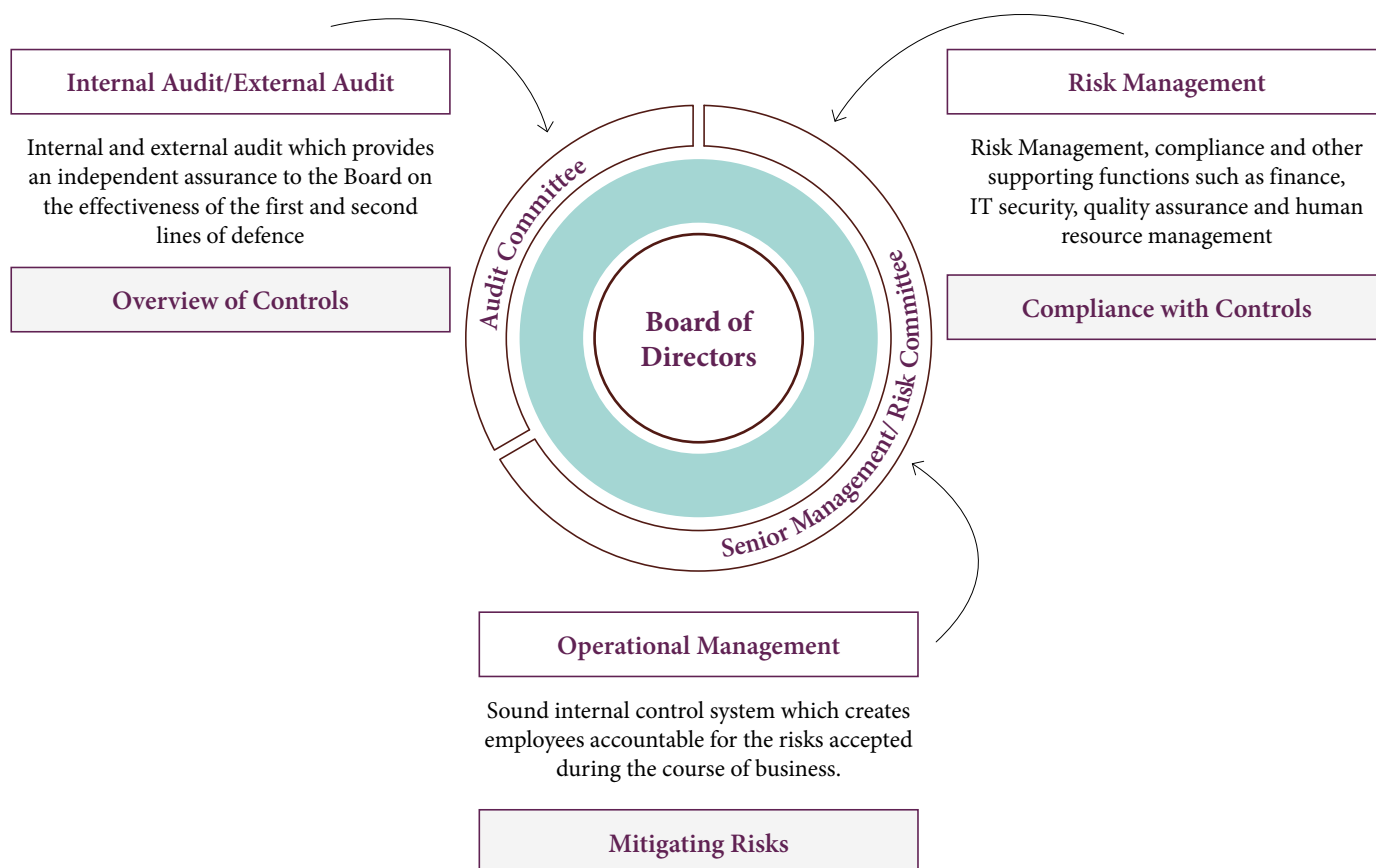 Internal Audit/External Audit
Internal and external audit which provides
an independent assurance to the Board on
the effectiveness of the first and second
lines of defence
Overview of Controls
Risk Management
Risk Management, compliance and other
supporting functions such as finance,
IT security, quality assurance and human
resource management
Compliance with Controls
Audit Committee
Board of
Directors
Senior Management/ Risk Committee
Operational Management
Sound internal control system which creates
employees accountable for the risks accepted
during the course of business.
Mitigating Risks